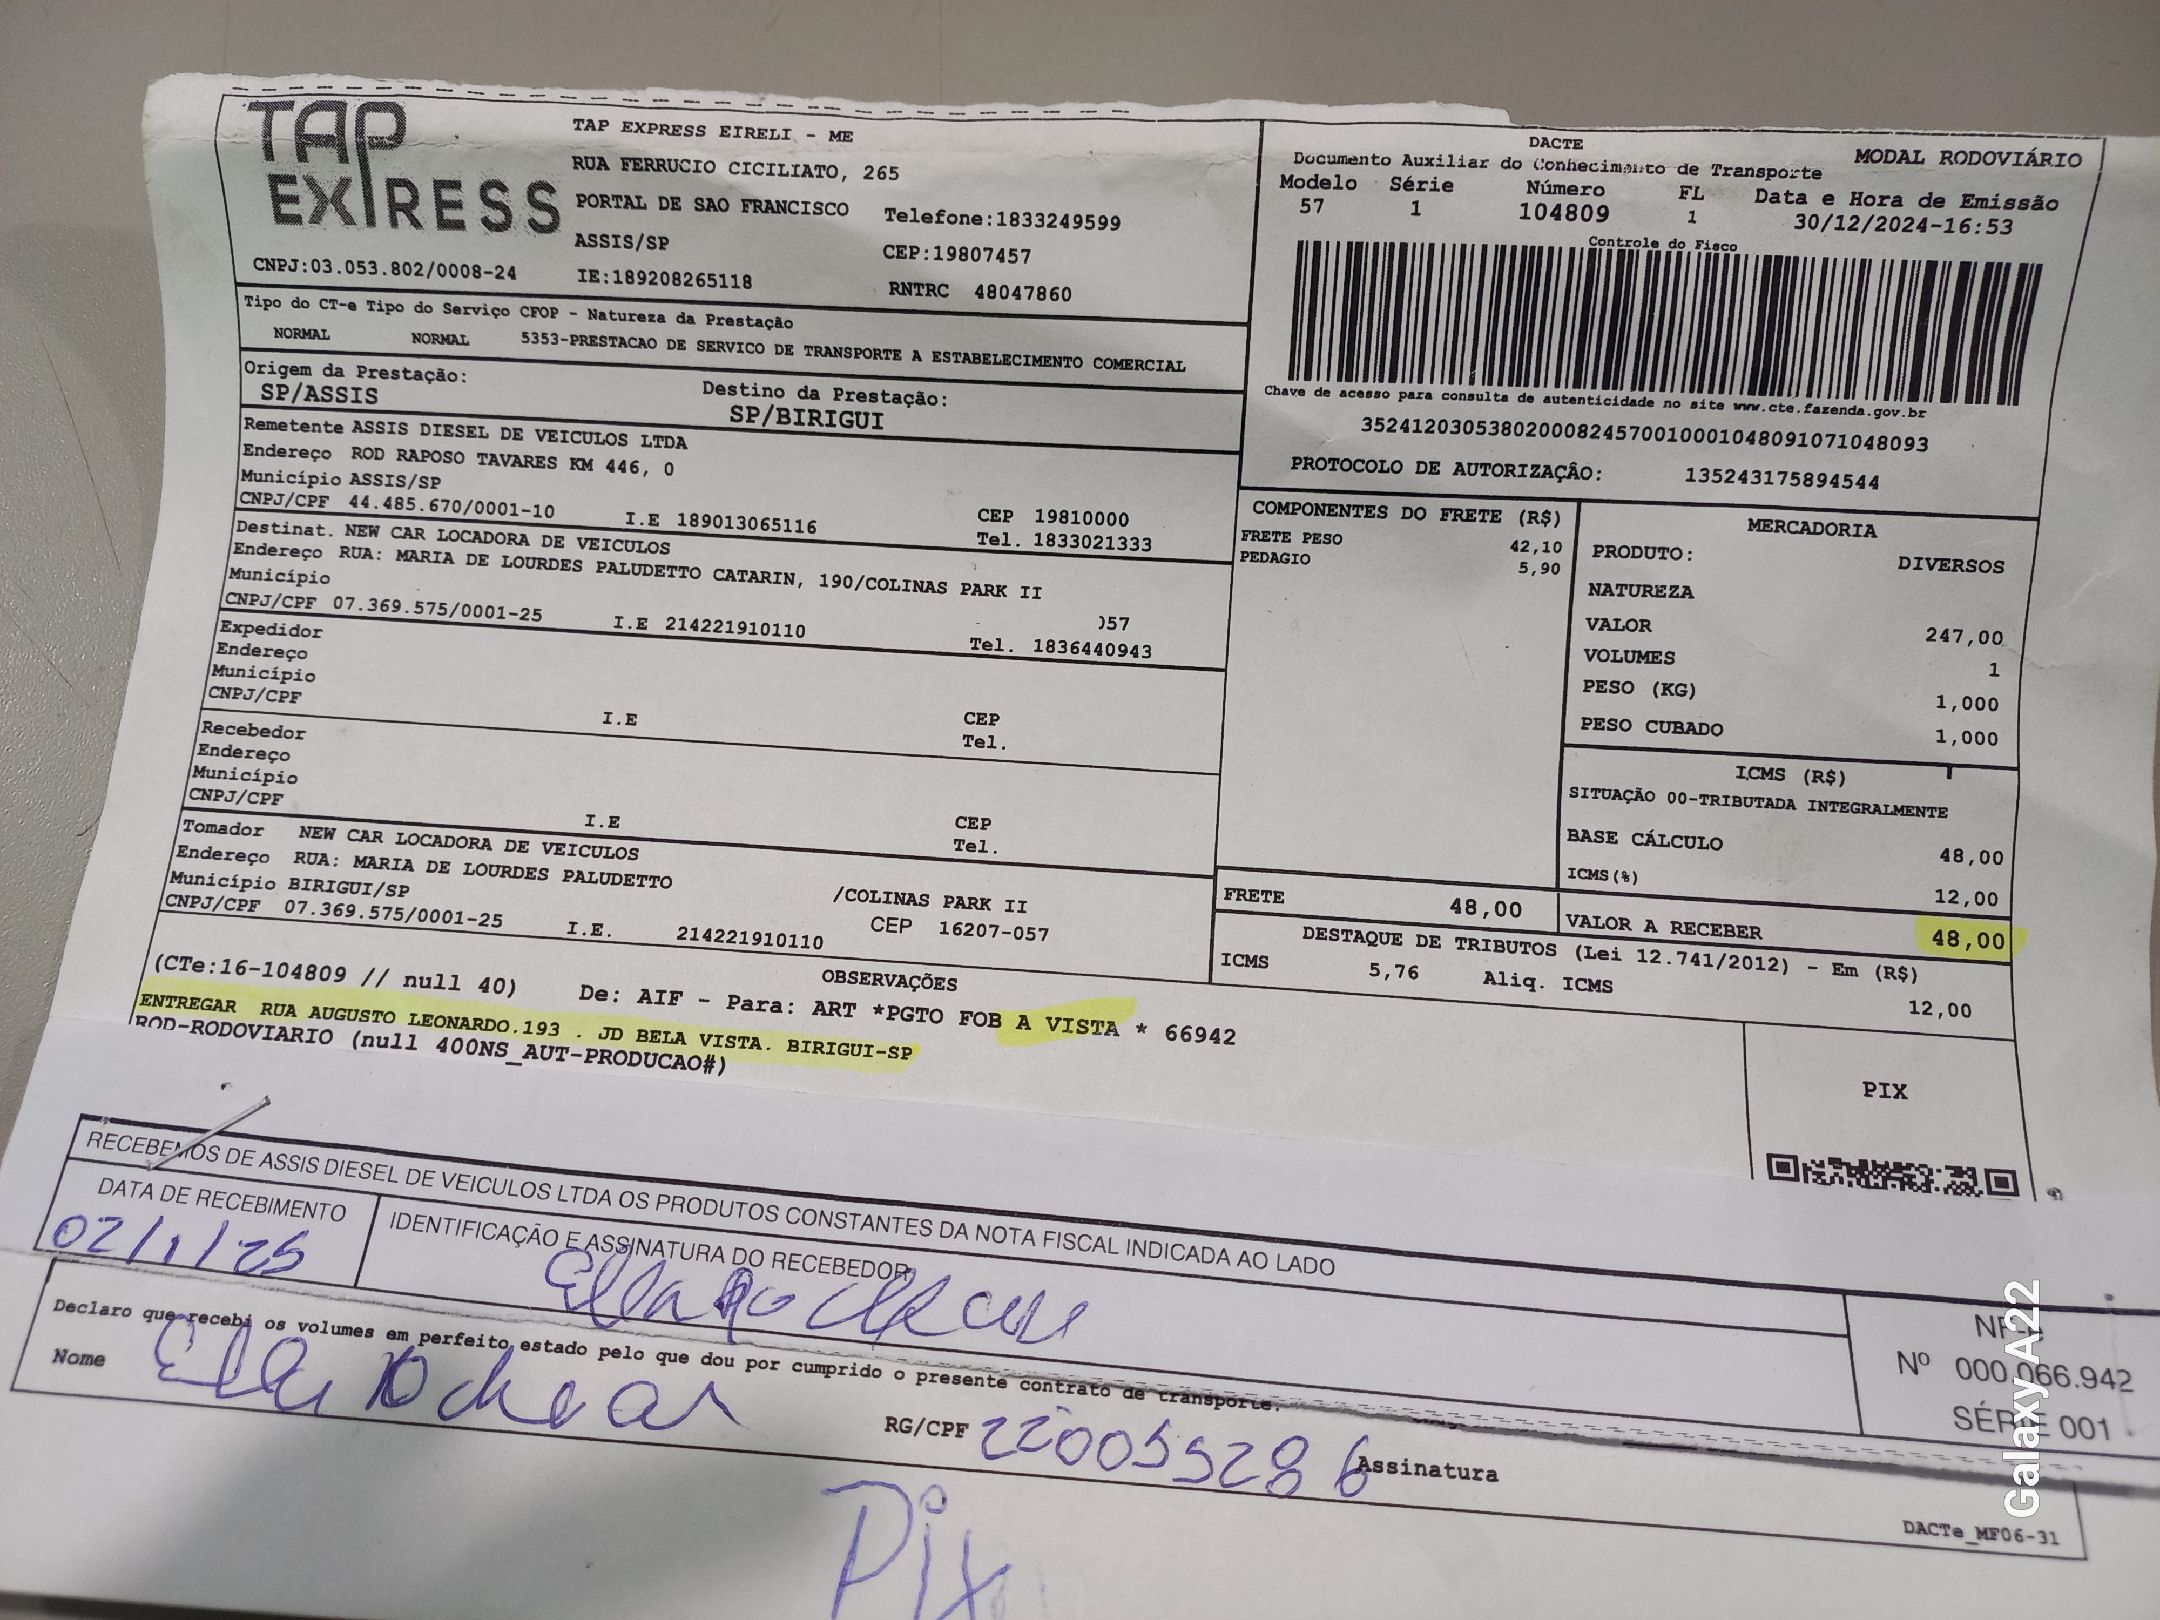 TAP EXPRESS
TAP EXPRESS EIRELI - ME
RUA FERRUCIO CICILIATO, 265
PORTAL DE SAO FRANCISCO Telefone:1833249599
ASSIS/SP CEP:19807457
CNPJ:03.053.802/0008-24 IE:189208265118 RNTRC 48047860
DACTE MODAL RODOVIÁRIO
Documento Auxiliar do Conhecimento de Transporte
Modelo Série Número FL Data e Hora de Emissão
57 1 104809 1 30/12/2024-16:53
Controle do Fisco
Chave de acesso para consulta de autenticidade no site www.cte.fazenda.gov.br
35241203053802000824570010001048091071048093
PROTOCOLO DE AUTORIZAÇÂO: 135243175894544
Tipo do CT-e Tipo do Serviço CFOP - Natureza da Prestação
NORMAL NORMAL 5353-PRESTACAO DE SERVICO DE TRANSPORTE A ESTABELECIMENTO COMERCIAL
Origem da Prestação: Destino da Prestação:
SP/ASSIS SP/BIRIGUI
Remetente ASSIS DIESEL DE VEICULOS LTDA
Endereço ROD RAPOSO TAVARES KM 446, 0
Município ASSIS/SP CEP 19810000
CNPJ/CPF 44.485.670/0001-10 I.E 189013065116 Tel. 1833021333
Destinat. NEW CAR LOCADORA DE VEICULOS
Endereço RUA: MARIA DE LOURDES PALUDETTO CATARIN, 190/COLINAS PARK II
Município 057
CNPJ/CPF 07.369.575/0001-25 I.E 214221910110 Tel. 1836440943
Expedidor
Endereço
Município CEP
CNPJ/CPF I.E Tel.
Recebedor
Endereço
Município CEP
CNPJ/CPF I.E Tel.
Tomador NEW CAR LOCADORA DE VEICULOS
Endereço RUA: MARIA DE LOURDES PALUDETTO /COLINAS PARK II
Município BIRIGUI/SP CEP 16207-057
CNPJ/CPF 07.369.575/0001-25 I.E. 214221910110
COMPONENTES DO FRETE (R$)
FRETE PESO 42,10
PEDAGIO 5,90
MERCADORIA
PRODUTO: DIVERSOS
NATUREZA
VALOR 247,00
VOLUMES 1
PESO (KG) 1,000
PESO CUBADO 1,000
ICMS (R$)
SITUAÇÃO 00-TRIBUTADA INTEGRALMENTE
BASE CÁLCULO 48,00
ICMS(%) 12,00
FRETE 48,00 VALOR A RECEBER 48,00
DESTAQUE DE TRIBUTOS (Lei 12.741/2012) - Em (R$)
ICMS 5,76 Aliq. ICMS 12,00
OBSERVAÇÕES
(CTe:16-104809 // null 40) De: AIF - Para: ART *PGTO FOB A VISTA * 66942
ENTREGAR RUA AUGUSTO LEONARDO.193 . JD BELA VISTA. BIRIGUI-SP
ROD-RODOVIARIO (null 400NS_AUT-PRODUCAO#)
PIX
RECEBEMOS DE ASSIS DIESEL DE VEICULOS LTDA OS PRODUTOS CONSTANTES DA NOTA FISCAL INDICADA AO LADO
DATA DE RECEBIMENTO IDENTIFICAÇÃO E ASSINATURA DO RECEBEDOR
02/1/25
NF-e
Nº 000.066.942
SÉRIE 001
Declaro que recebi os volumes em perfeito estado pelo que dou por cumprido o presente contrato de transporte.
Nome
RG/CPF 220055286 Assinatura
DACTe_MF06-31
Pix
Galaxy A22